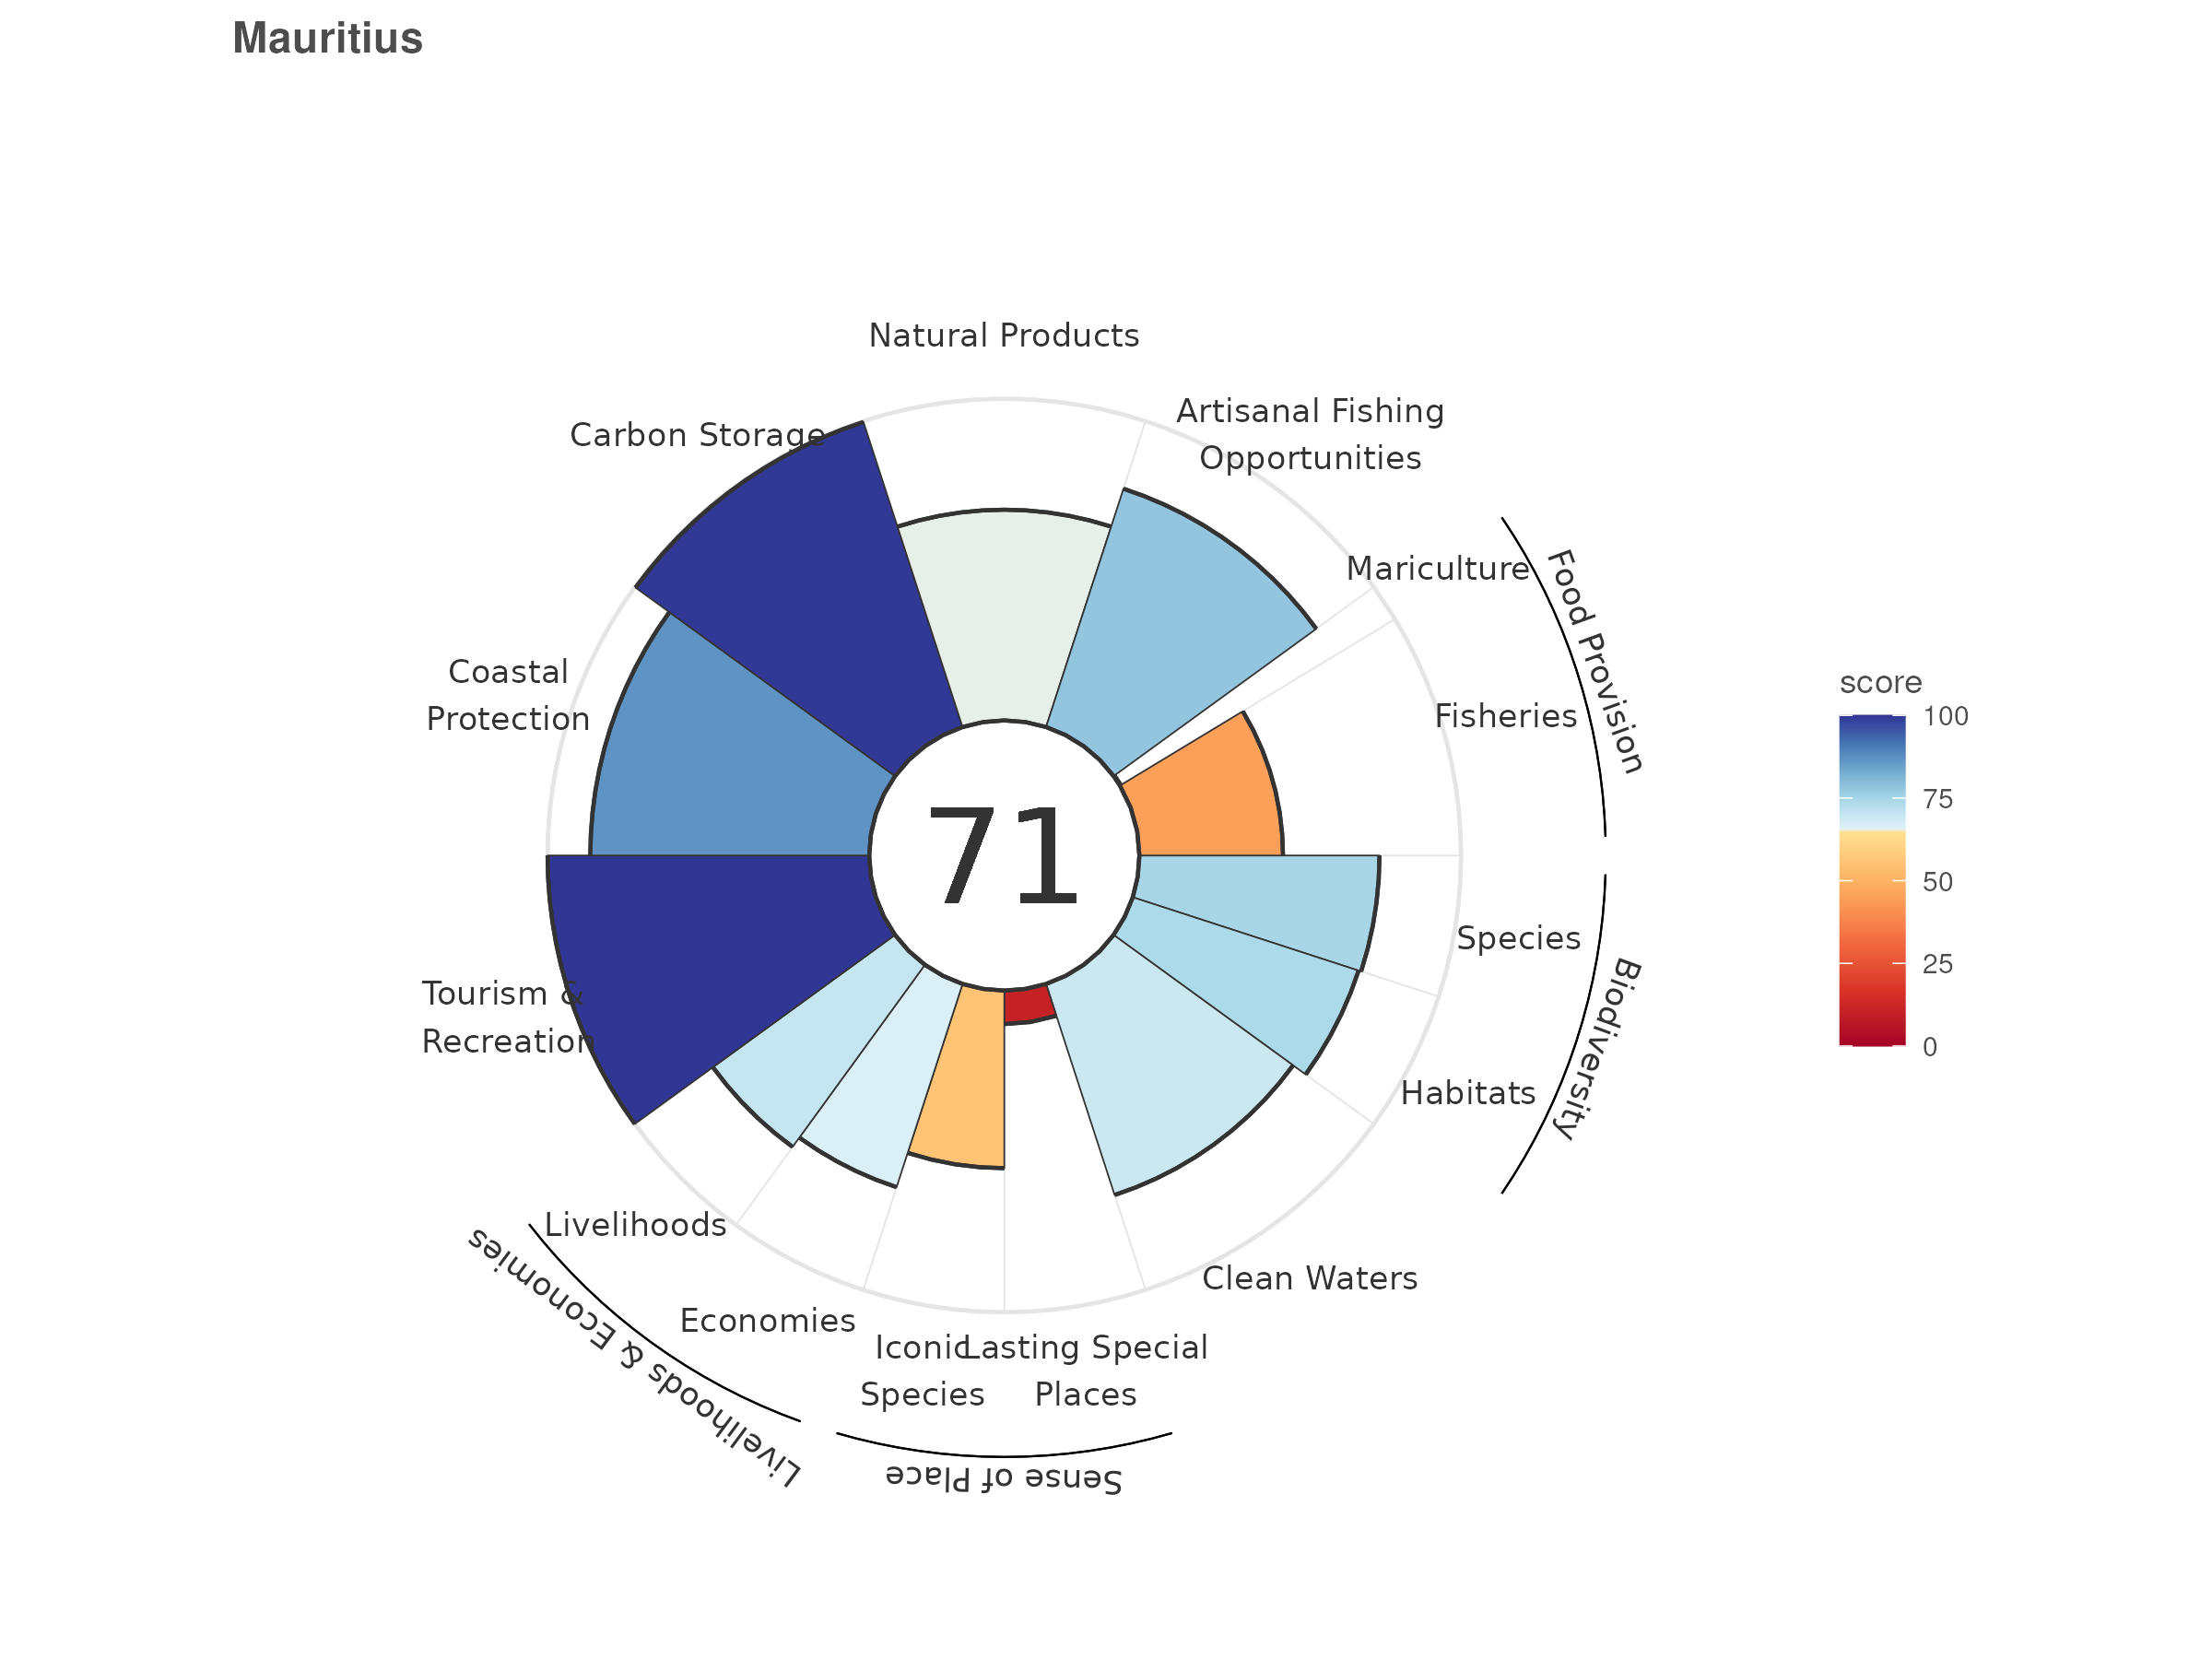 Mauritius
Natural Products
Artisanal Fishing
Opportunities
Carbon Storage
Mariculture
Food Provision
Fisheries
Coastal
Protection
71
score
100
75
50
25
0
Species
Biodiversity
Habitats
Tourism &
Recreation
Livelihoods
Livelihoods & Economies
Economies
Clean Waters
Iconic
Species
Lasting Special
Places
Sense of Place